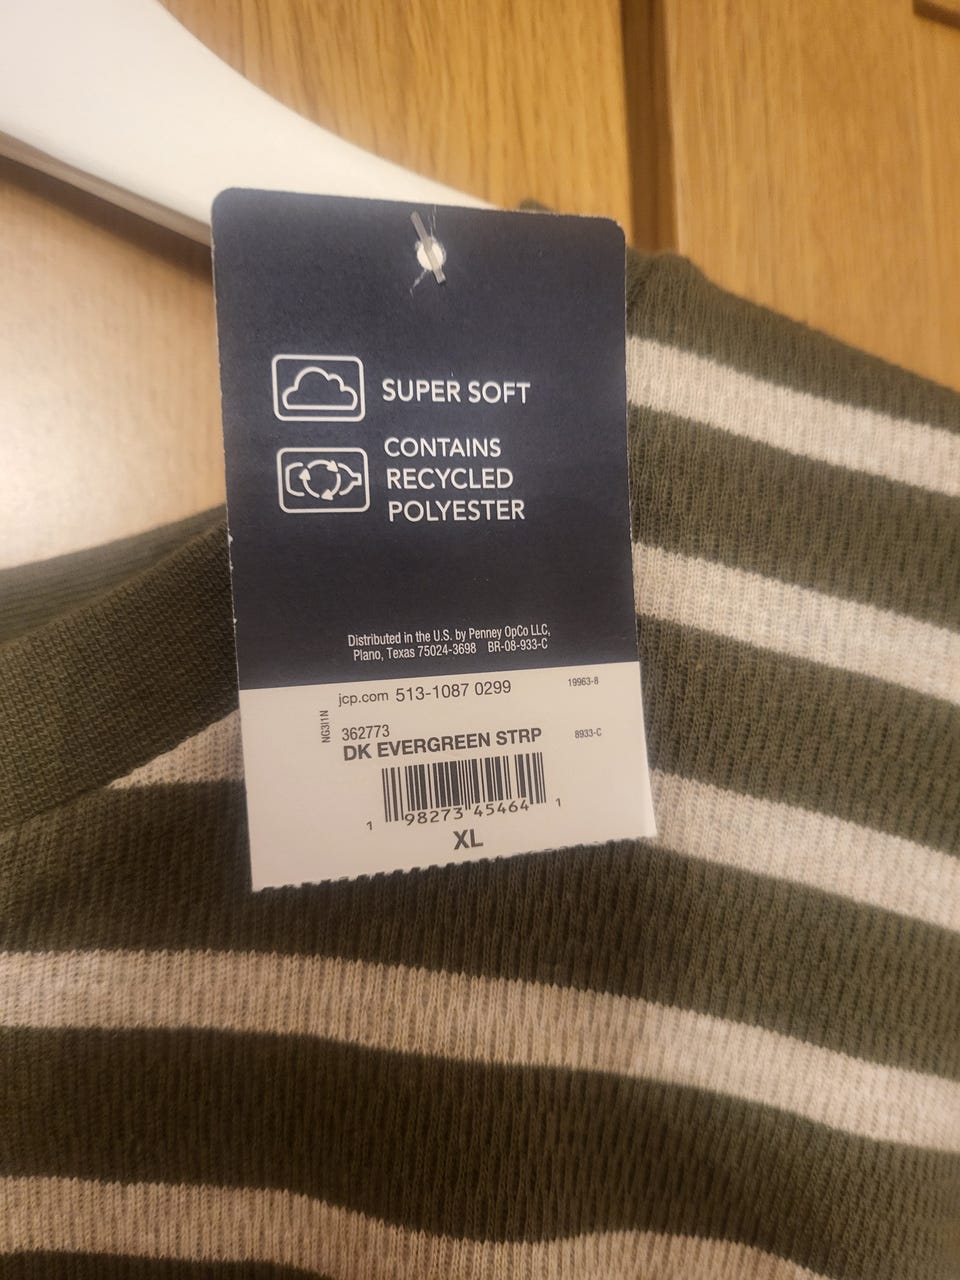 SUPER SOFT
CONTAINS
RECYCLED
POLYESTER
Distributed in the U.S. by Penney OpCo LLC,
Plano, Texas 75024-3698 BR-08-933-C
jcp.com 513-1087 0299 19963-8
NG3I1N
362773
DK EVERGREEN STRP 8933-C
1 98273 45464 1
XL